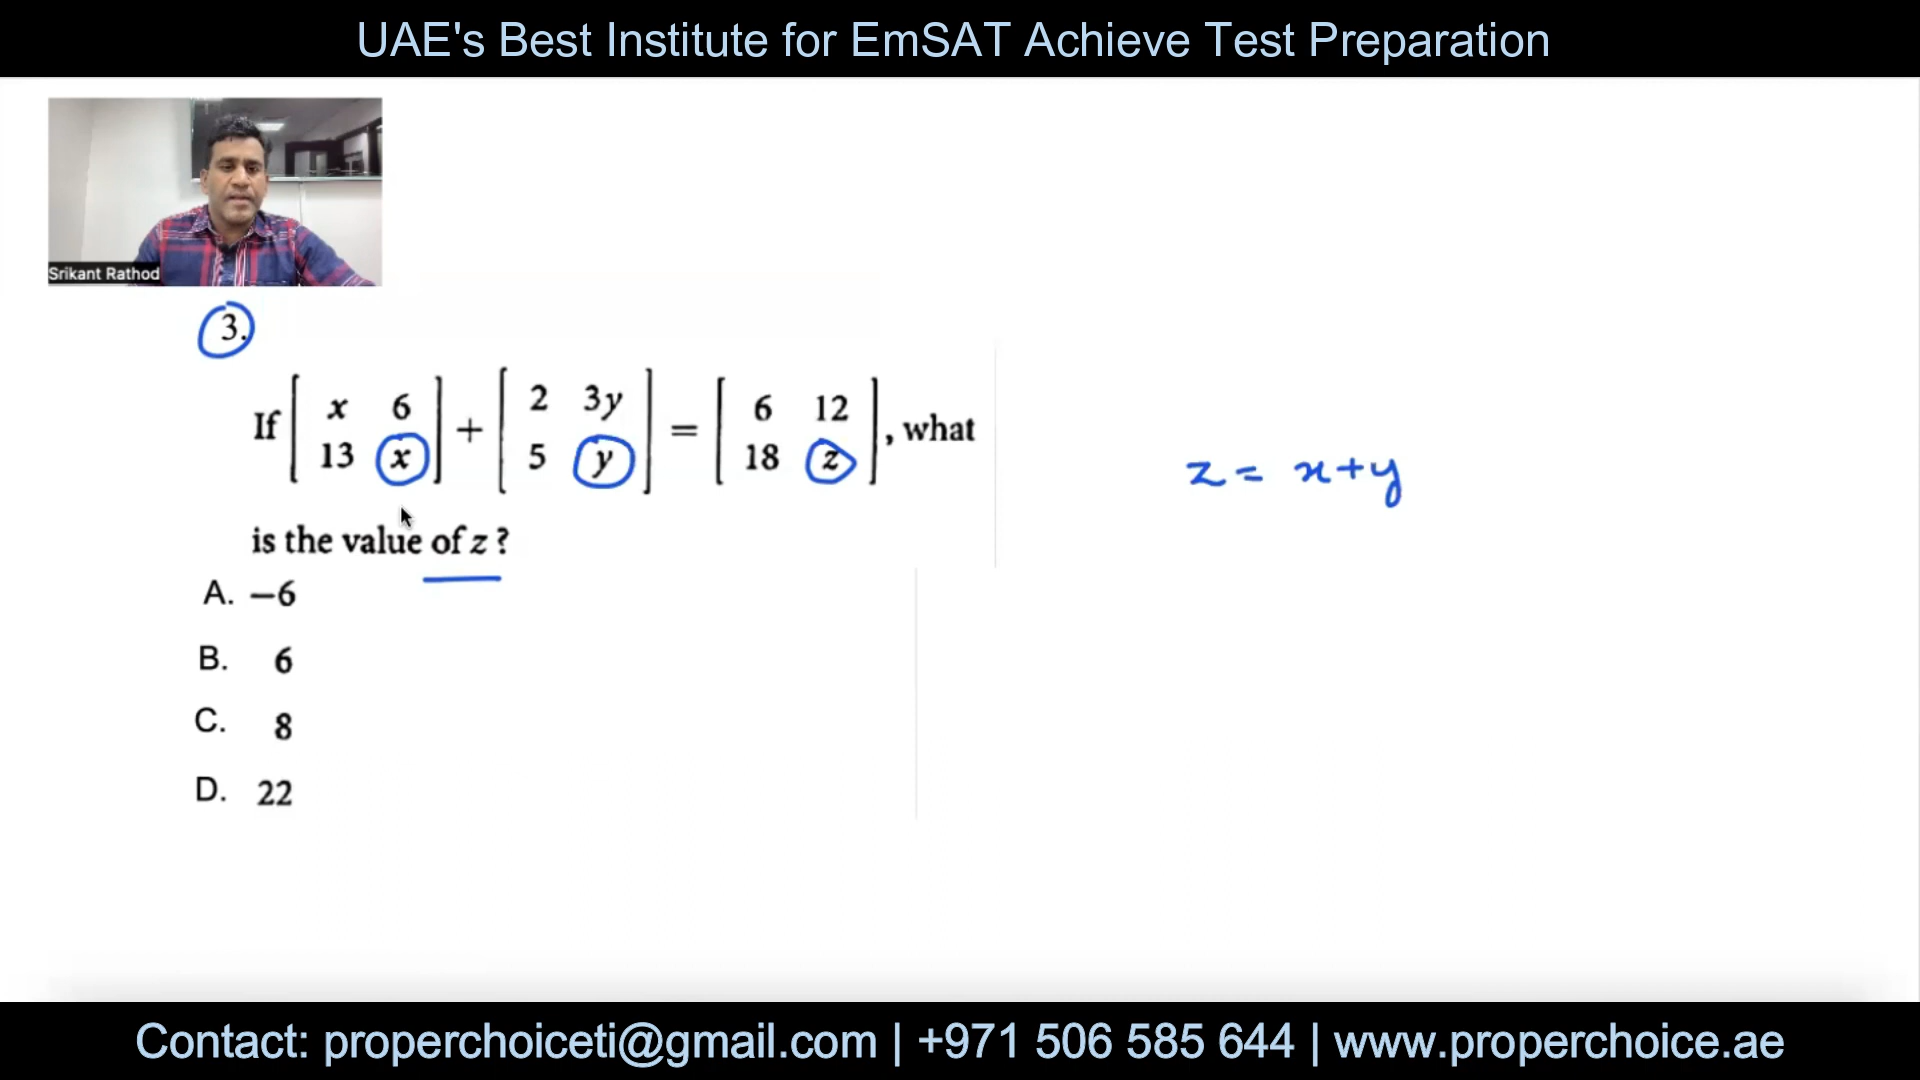 UAE's Best Institute for EmSAT Achieve Test Preparation
Srikant Rathod
3.
If [ x 6 ] + [ 2 3y ] = [ 6 12 ], what
13 x 5 y 18 z
z = x+y
is the value of z ?
A. −6
B. 6
C. 8
D. 22
Contact: properchoiceti@gmail.com | +971 506 585 644 | www.properchoice.ae